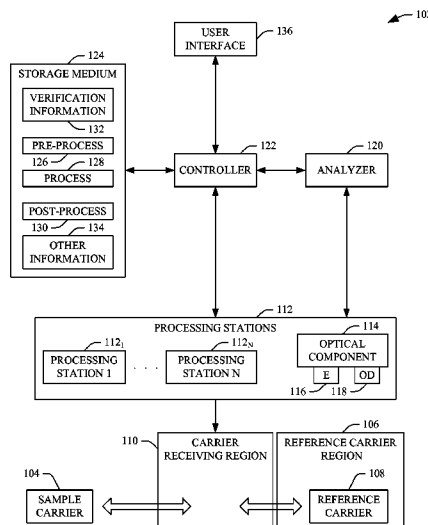 102
USER
INTERFACE
136
124
STORAGE MEDIUM
VERIFICATION
INFORMATION
132
PRE-PROCESS
126
128
PROCESS
POST-PROCESS
130
134
OTHER
INFORMATION
122
CONTROLLER
120
ANALYZER
112
PROCESSING STATIONS
112₁
PROCESSING
STATION 1
. . .
112N
PROCESSING
STATION N
114
OPTICAL
COMPONENT
E
OD
116
118
110
CARRIER
RECEIVING REGION
106
REFERENCE CARRIER
REGION
104
SAMPLE
CARRIER
108
REFERENCE
CARRIER